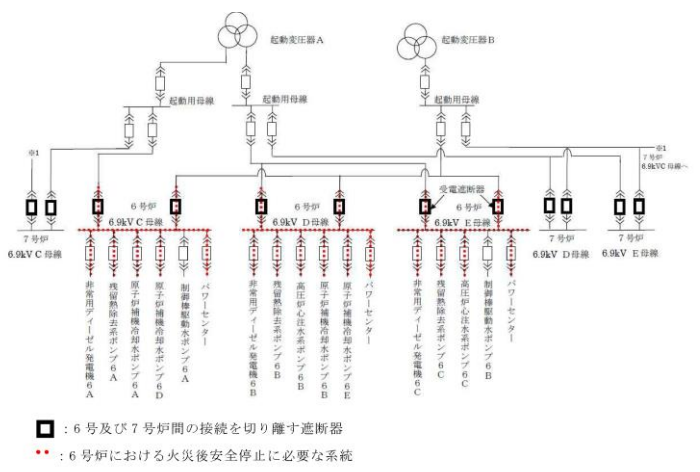 起動変圧器A
起動変圧器B
起動用母線
起動用母線
起動用母線
※1
※1
7号炉
6.9kVC母線へ
受電遮断器
6号炉
6.9kV C母線
6号炉
6.9kV D母線
6号炉
6.9kV E母線
7号炉
6.9kV C母線
7号炉
6.9kV D母線
7号炉
6.9kV E母線
非常用ディーゼル発電機6A
残留熱除去系ポンプ6A
原子炉補機冷却水ポンプ6A
原子炉補機冷却水ポンプ6D
制御棒駆動水ポンプ6A
パワーセンター
非常用ディーゼル発電機6B
残留熱除去系ポンプ6B
高圧炉心注水系ポンプ6B
原子炉補機冷却水ポンプ6B
原子炉補機冷却水ポンプ6E
パワーセンター
非常用ディーゼル発電機6C
残留熱除去系ポンプ6C
高圧炉心注水系ポンプ6C
制御棒駆動水ポンプ6B
パワーセンター
:6号及び7号炉間の接続を切り離す遮断器
:6号炉における火災後安全停止に必要な系統